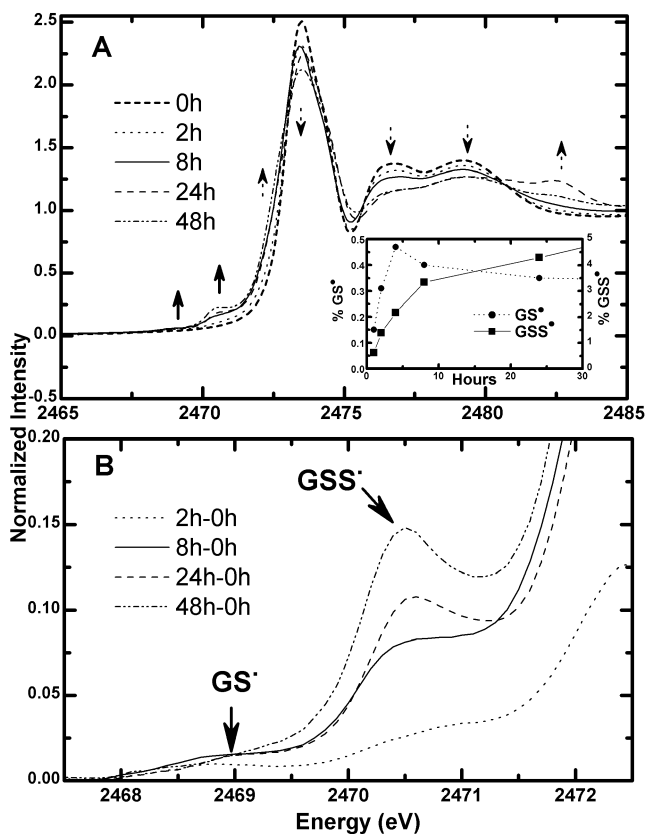 A
0h
2h
8h
24h
48h
2.5
2.0
1.5
1.0
0.5
0.0
-0.5
2465
2470
2475
2480
2485
0.5
0.4
0.3
0.2
0.1
0.0
5
4
3
2
1
0
0
10
20
30
% GS•
% GSS•
GS•
GSS•
Hours
Normalized Intensity
B
2h-0h
8h-0h
24h-0h
48h-0h
GSS·
GS·
0.20
0.15
0.10
0.05
0.00
2468
2469
2470
2471
2472
Energy (eV)